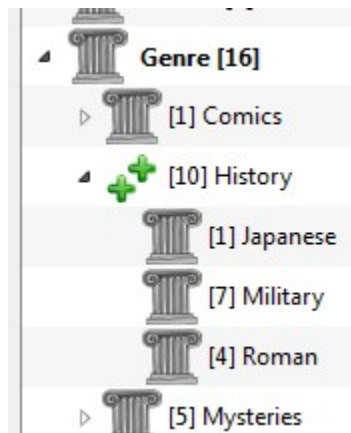 Genre [16]
[1] Comics
[10] History
[1] Japanese
[7] Military
[4] Roman
[5] Mysteries